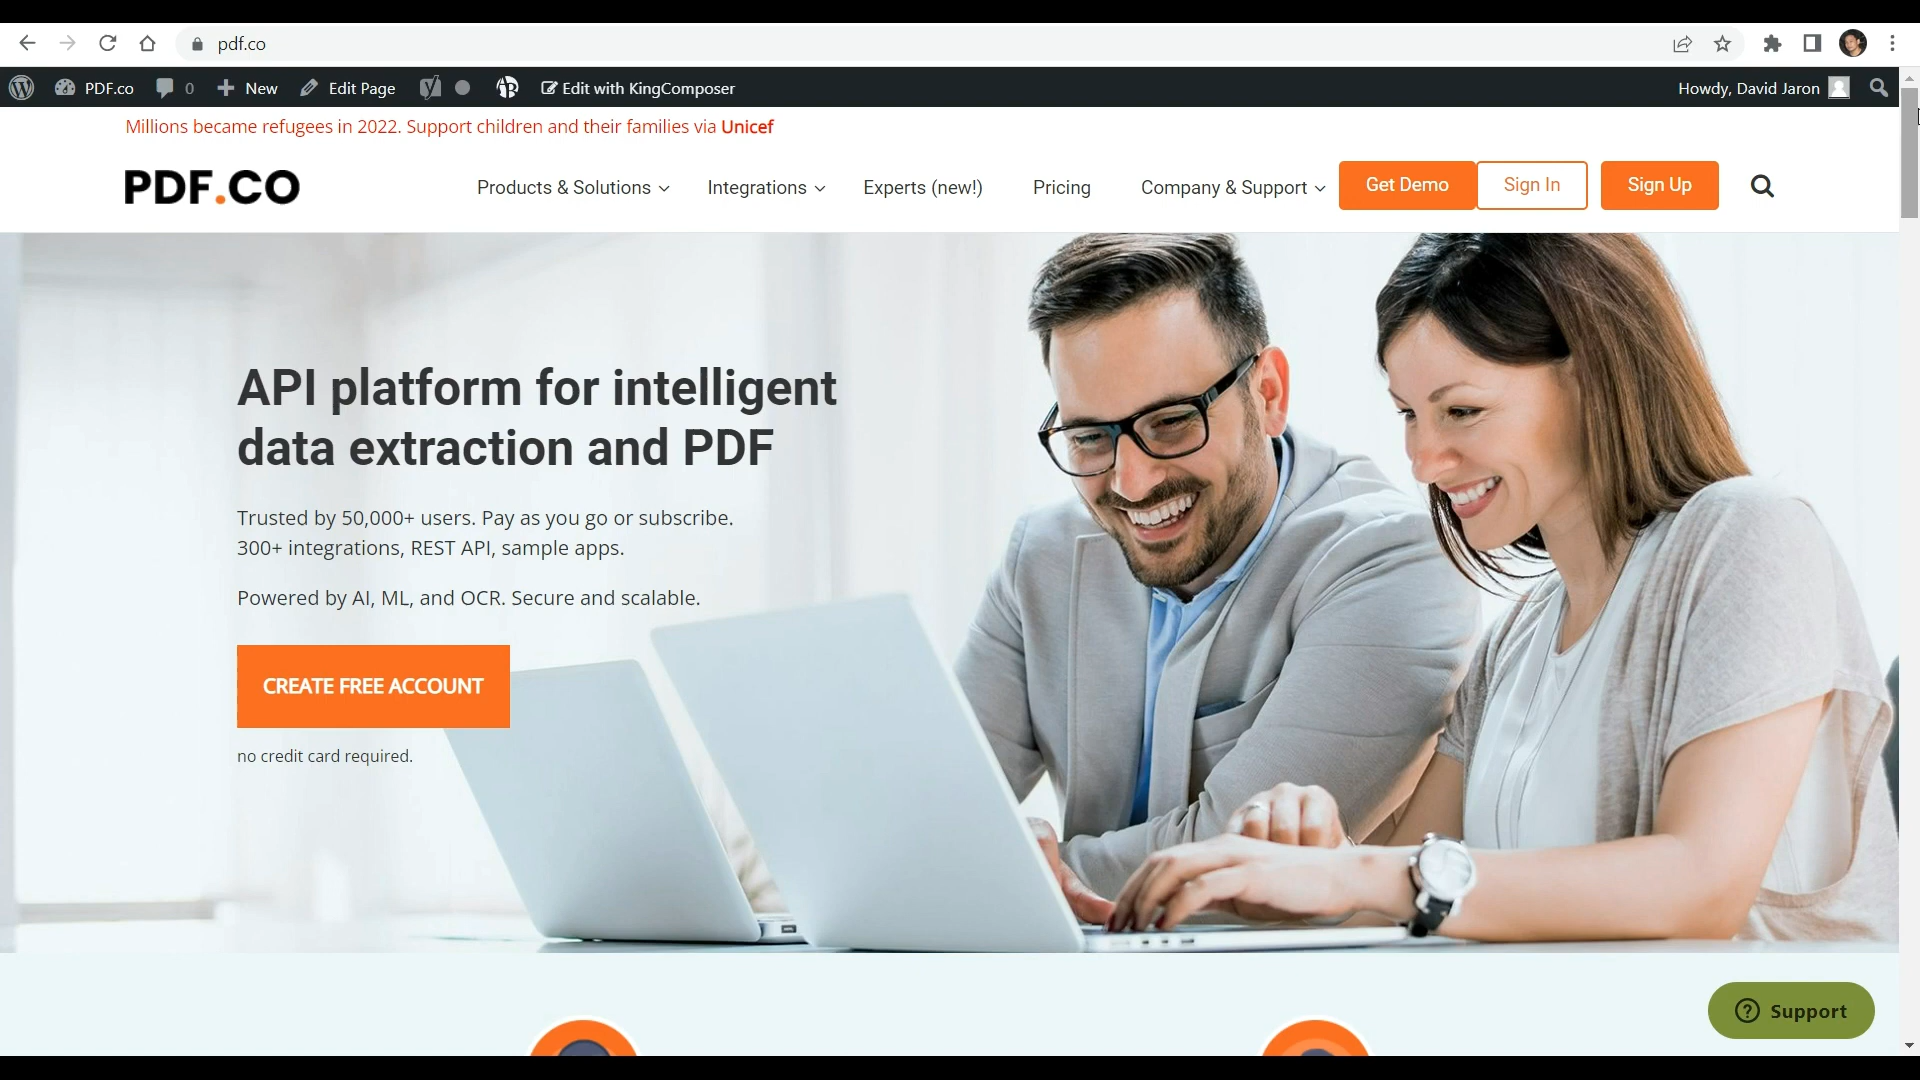 pdf.co
PDF.co
0
New
Edit Page
Edit with KingComposer
Howdy, David Jaron
Millions became refugees in 2022. Support children and their families via Unicef
PDF.CO
Products & Solutions
Integrations
Experts (new!)
Pricing
Company & Support
Get Demo
Sign In
Sign Up
API platform for intelligent
data extraction and PDF
Trusted by 50,000+ users. Pay as you go or subscribe.
300+ integrations, REST API, sample apps.
Powered by AI, ML, and OCR. Secure and scalable.
CREATE FREE ACCOUNT
no credit card required.
Support